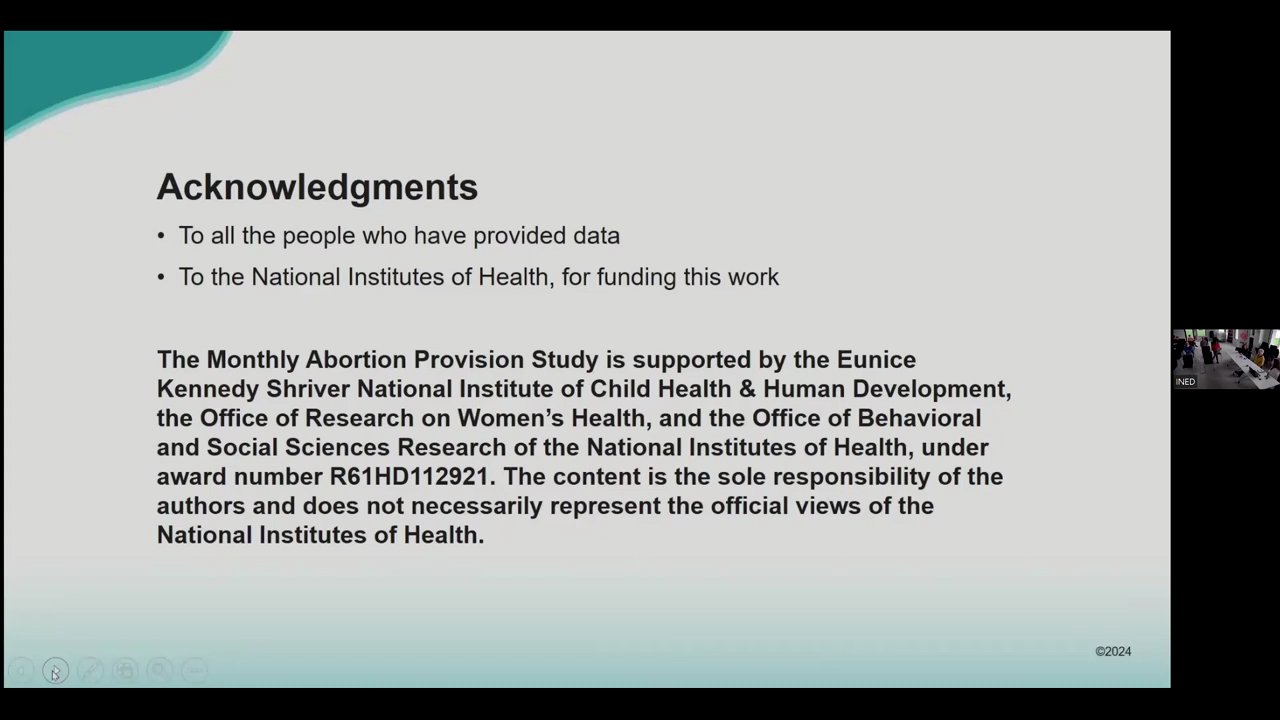 Acknowledgments
• To all the people who have provided data
• To the National Institutes of Health, for funding this work
The Monthly Abortion Provision Study is supported by the Eunice
Kennedy Shriver National Institute of Child Health & Human Development,
the Office of Research on Women’s Health, and the Office of Behavioral
and Social Sciences Research of the National Institutes of Health, under
award number R61HD112921. The content is the sole responsibility of the
authors and does not necessarily represent the official views of the
National Institutes of Health.
©2024
INED